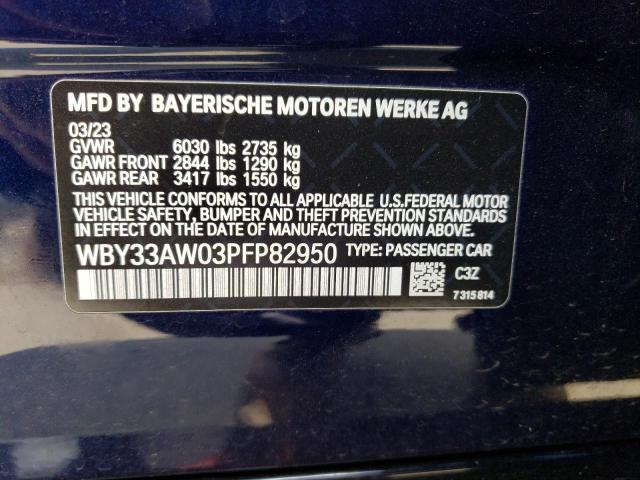 MFD BY BAYERISCHE MOTOREN WERKE AG
03/23
GVWR 6030 lbs 2735 kg
GAWR FRONT 2844 lbs 1290 kg
GAWR REAR 3417 lbs 1550 kg
THIS VEHICLE CONFORMS TO ALL APPLICABLE U.S.FEDERAL MOTOR
VEHICLE SAFETY, BUMPER AND THEFT PREVENTION STANDARDS
IN EFFECT ON THE DATE OF MANUFACTURE SHOWN ABOVE.
WBY33AW03PFP82950 TYPE: PASSENGER CAR
C3Z
7315814